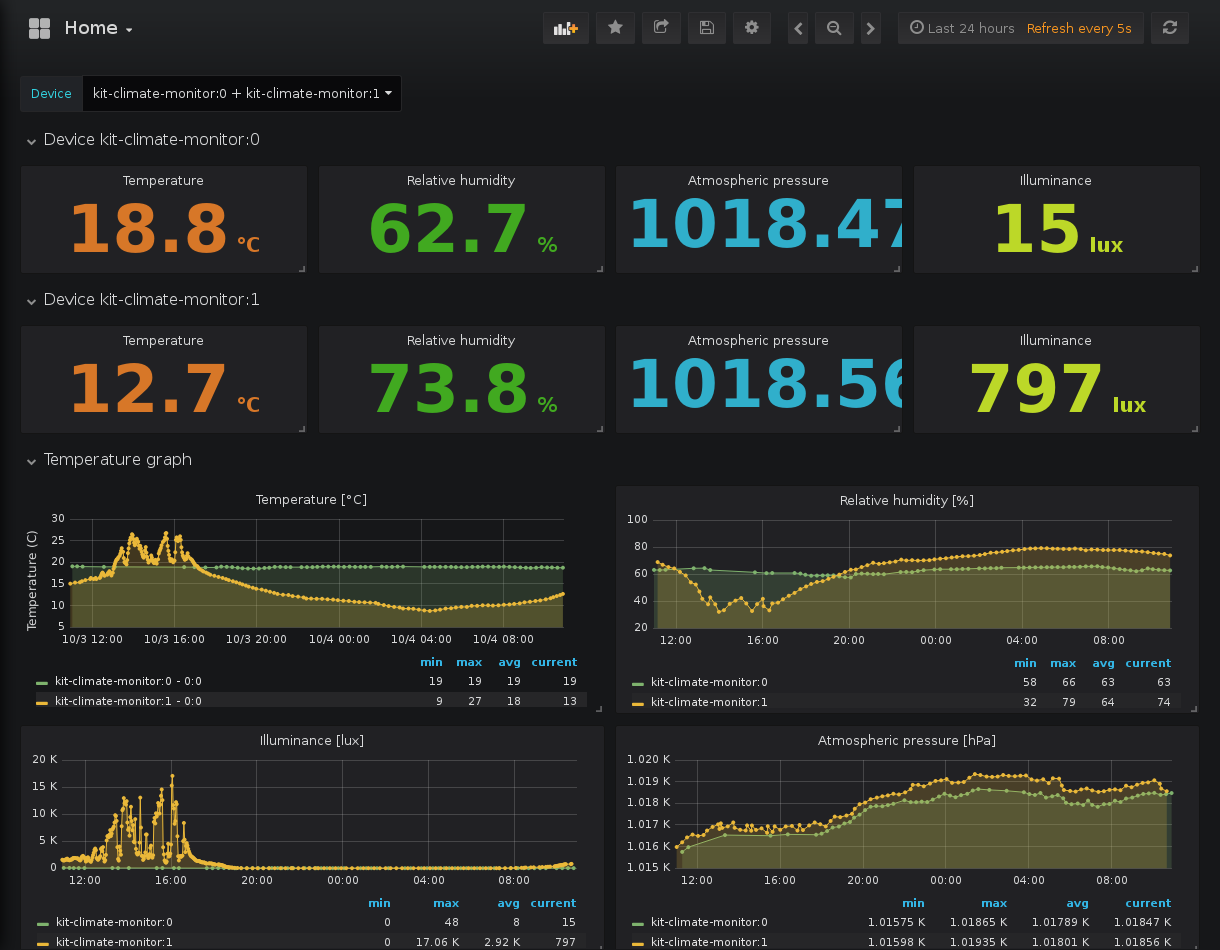 Home
Last 24 hours Refresh every 5s
Device kit-climate-monitor:0 + kit-climate-monitor:1
Device kit-climate-monitor:0
Temperature Relative humidity Atmospheric pressure Illuminance
18.8 °C 62.7 % 1018.47 15 lux
Device kit-climate-monitor:1
Temperature Relative humidity Atmospheric pressure Illuminance
12.7 °C 73.8 % 1018.56 797 lux
Temperature graph
Temperature [°C]
Temperature (C)
30
25
20
15
10
5
10/3 12:00 10/3 16:00 10/3 20:00 10/4 00:00 10/4 04:00 10/4 08:00
min max avg current
kit-climate-monitor:0 - 0:0 19 19 19 19
kit-climate-monitor:1 - 0:0 9 27 18 13
Relative humidity [%]
100
80
60
40
20
12:00 16:00 20:00 00:00 04:00 08:00
min max avg current
kit-climate-monitor:0 58 66 63 63
kit-climate-monitor:1 32 79 64 74
Illuminance [lux]
20 K
15 K
10 K
5 K
0
12:00 16:00 20:00 00:00 04:00 08:00
min max avg current
kit-climate-monitor:0 0 48 8 15
kit-climate-monitor:1 0 17.06 K 2.92 K 797
Atmospheric pressure [hPa]
1.020 K
1.019 K
1.018 K
1.017 K
1.016 K
1.015 K
12:00 16:00 20:00 00:00 04:00 08:00
min max avg current
kit-climate-monitor:0 1.01575 K 1.01865 K 1.01789 K 1.01847 K
kit-climate-monitor:1 1.01598 K 1.01935 K 1.01801 K 1.01856 K